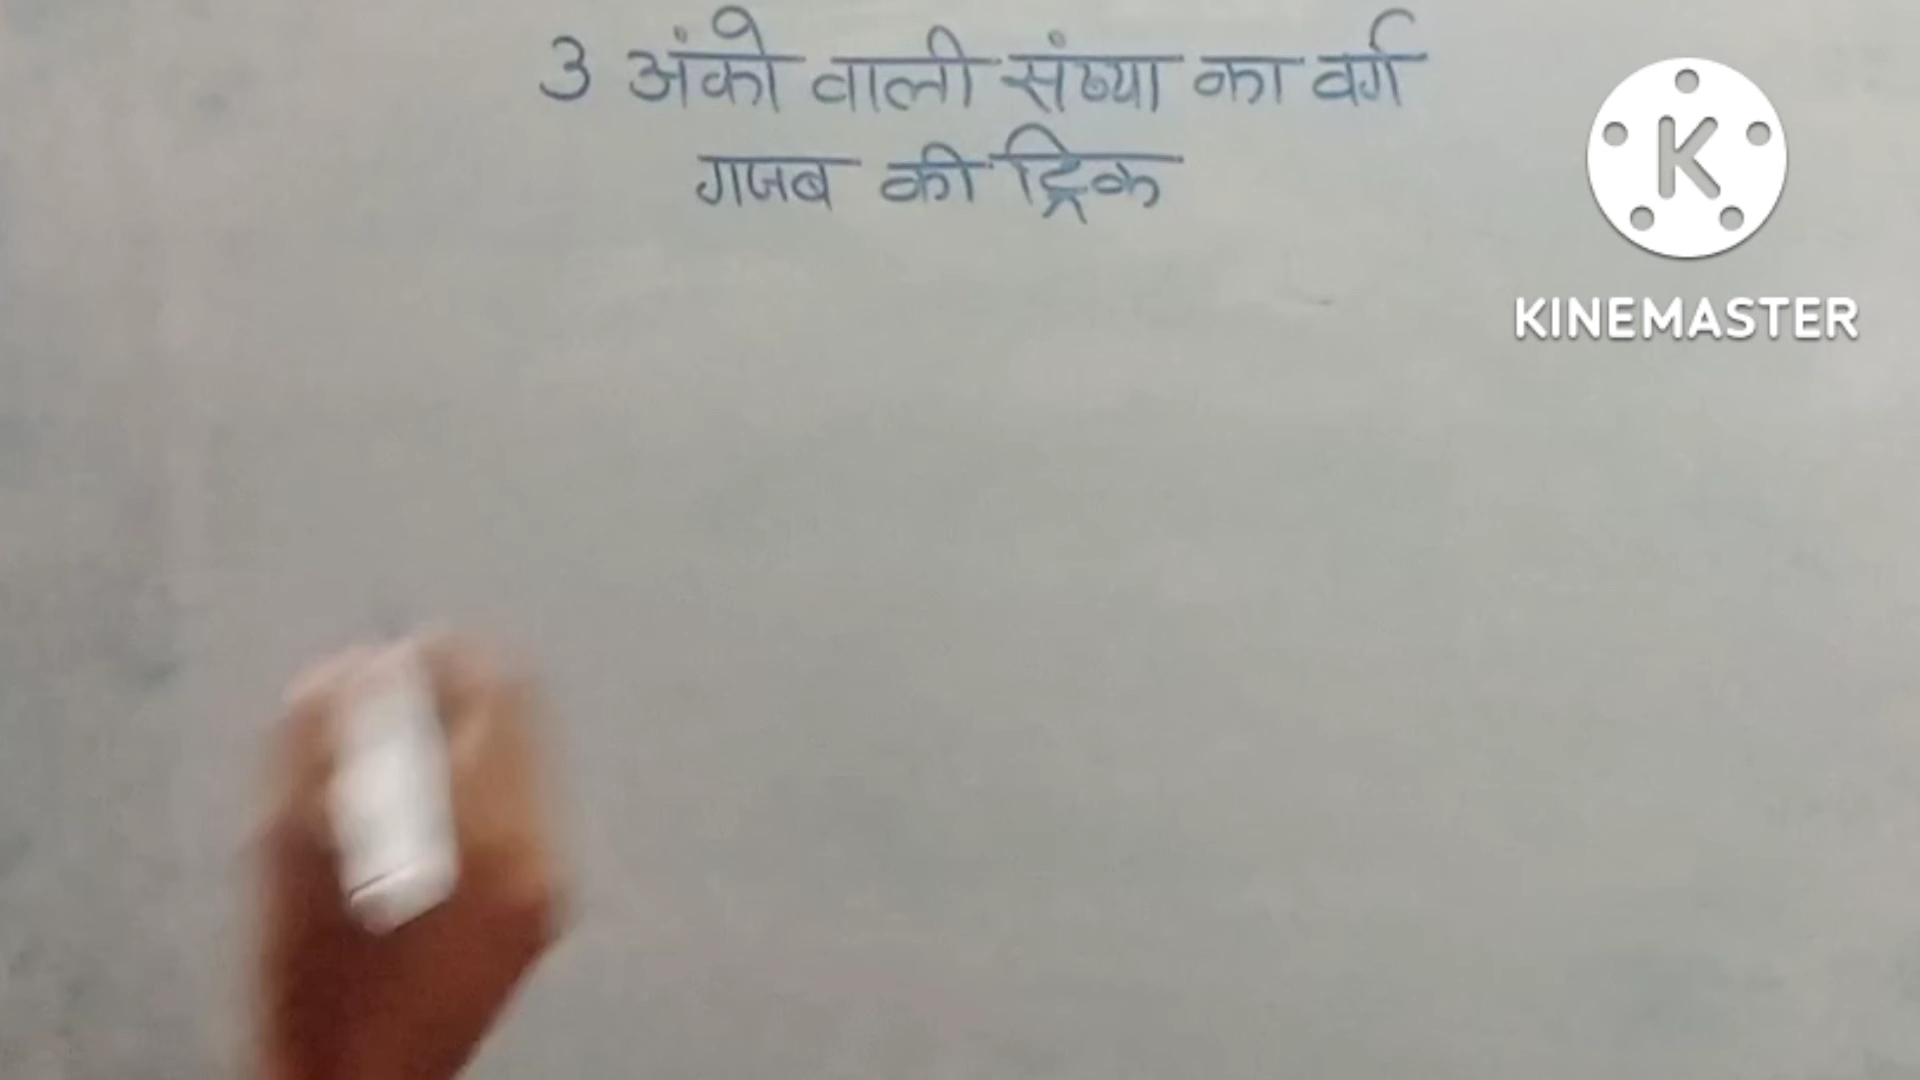 3 अंको वाली संख्या का वर्ग
गजब की ट्रिक
K
KINEMASTER